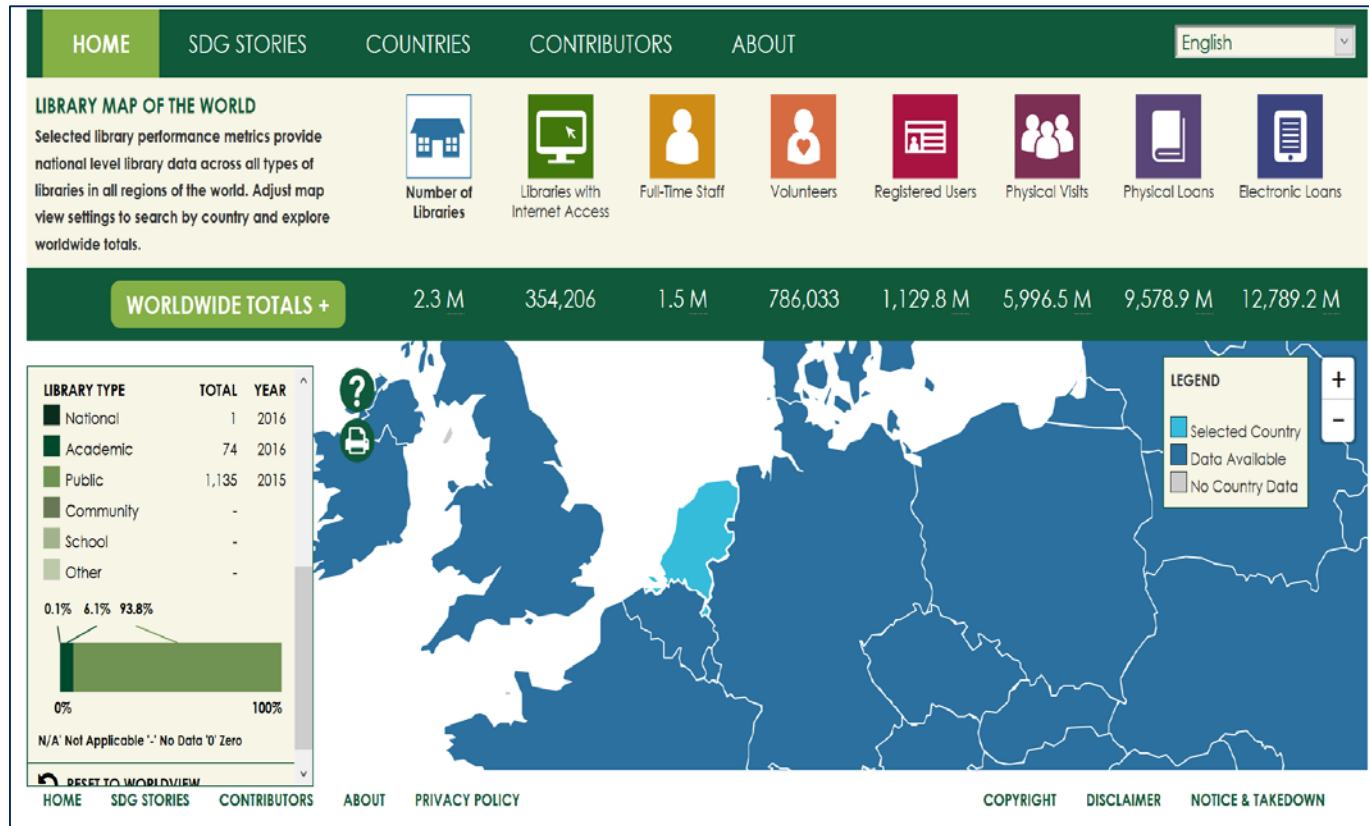 HOME SDG STORIES COUNTRIES CONTRIBUTORS ABOUT English
LIBRARY MAP OF THE WORLD
Selected library performance metrics provide
national level library data across all types of
libraries in all regions of the world. Adjust map
view settings to search by country and explore
worldwide totals.
Number of
Libraries
Libraries with
Internet Access
Full-Time Staff
Volunteers
Registered Users
Physical Visits
Physical Loans
Electronic Loans
WORLDWIDE TOTALS + 2.3 M 354,206 1.5 M 786,033 1,129.8 M 5,996.5 M 9,578.9 M 12,789.2 M
LIBRARY TYPE TOTAL YEAR
National 1 2016
Academic 74 2016
Public 1,135 2015
Community -
School -
Other -
0.1% 6.1% 93.8%
0% 100%
N/A' Not Applicable '-' No Data '0' Zero
RESET TO WORLDVIEW
?
LEGEND
Selected Country
Data Available
No Country Data
+
-
HOME SDG STORIES CONTRIBUTORS ABOUT PRIVACY POLICY COPYRIGHT DISCLAIMER NOTICE & TAKEDOWN